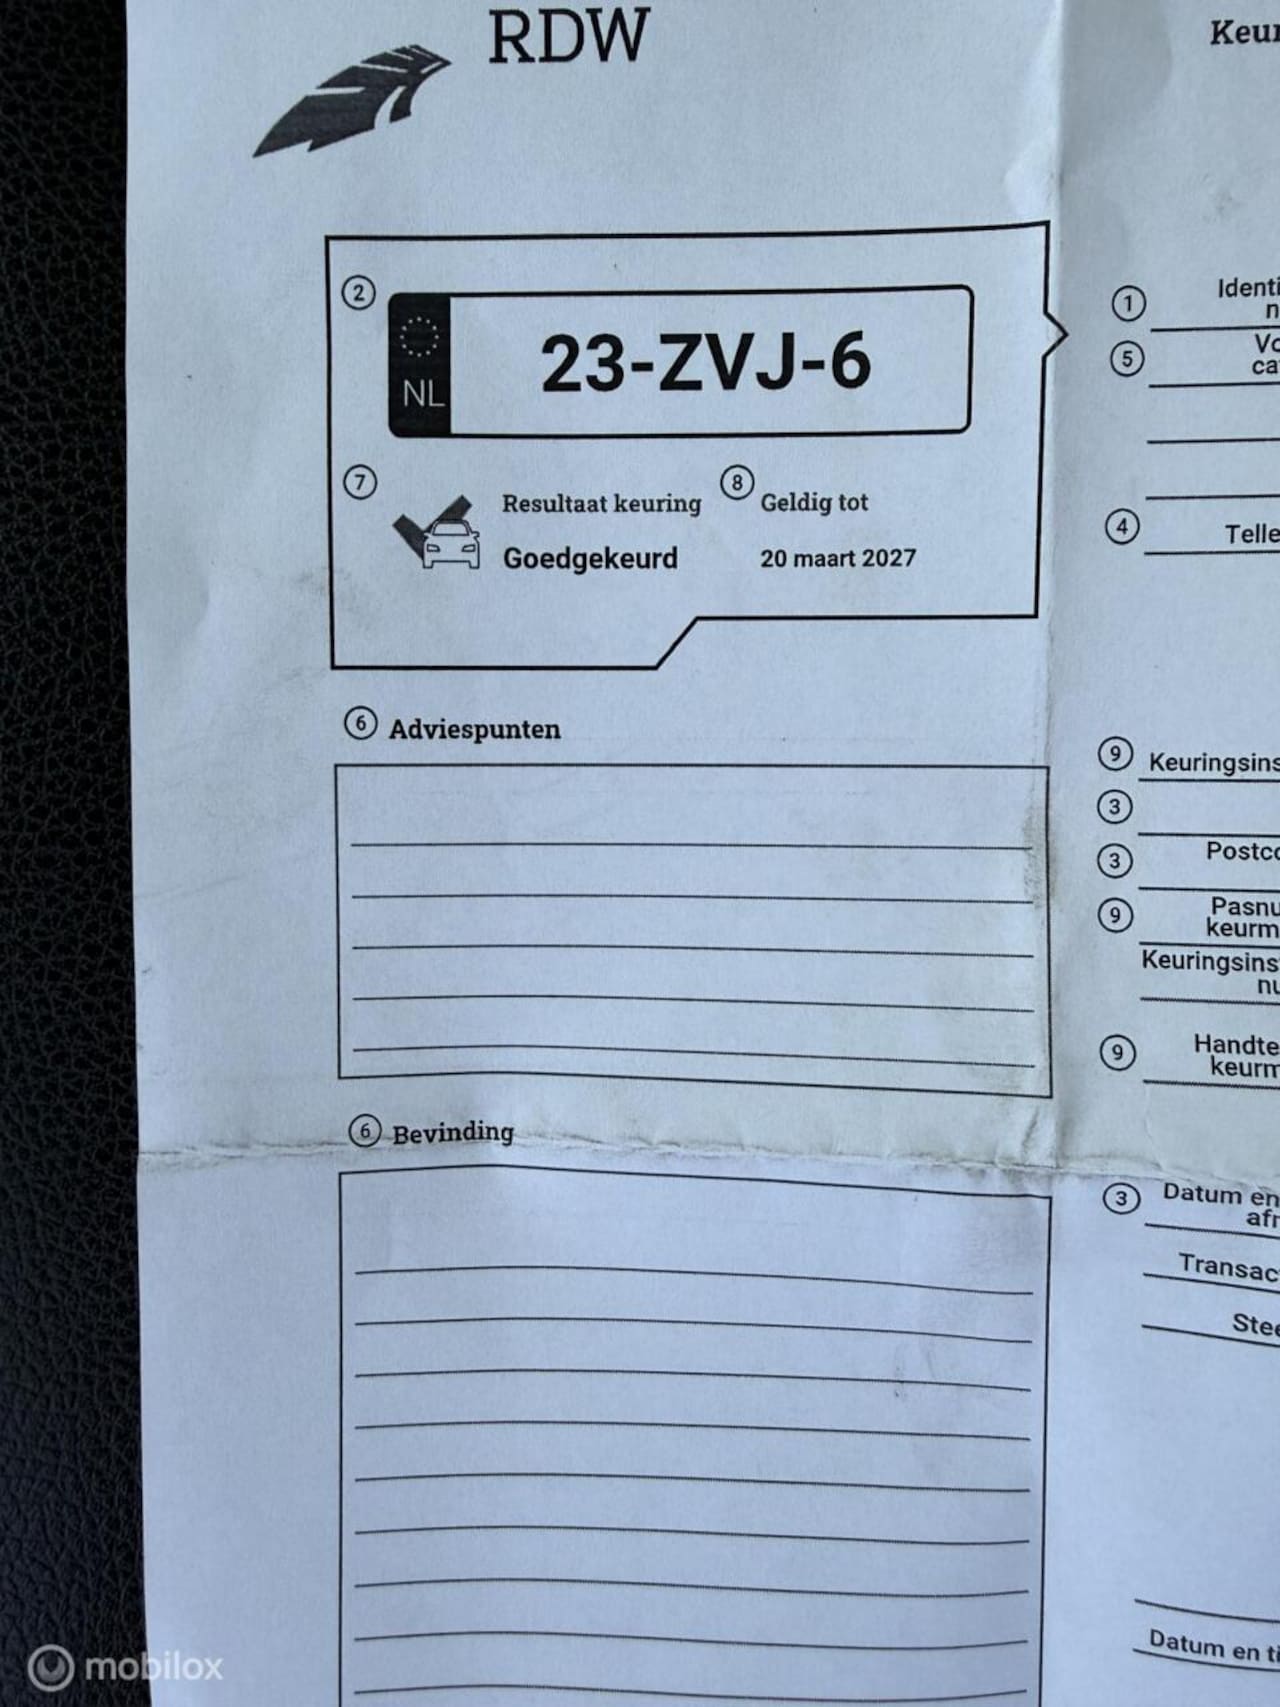 RDW
2
NL
23-ZVJ-6
7
Resultaat keuring
Goedgekeurd
8
Geldig tot
20 maart 2027
6 Adviespunten
6 Bevinding
Keur
1 Identi
n
5 Vo
ca
4 Telle
9 Keuringsins
3
3 Postco
9 Pasnu
keurm
Keuringsins
nu
9 Handte
keurm
3 Datum en
afn
Transac
Stee
Datum en ti
mobilox